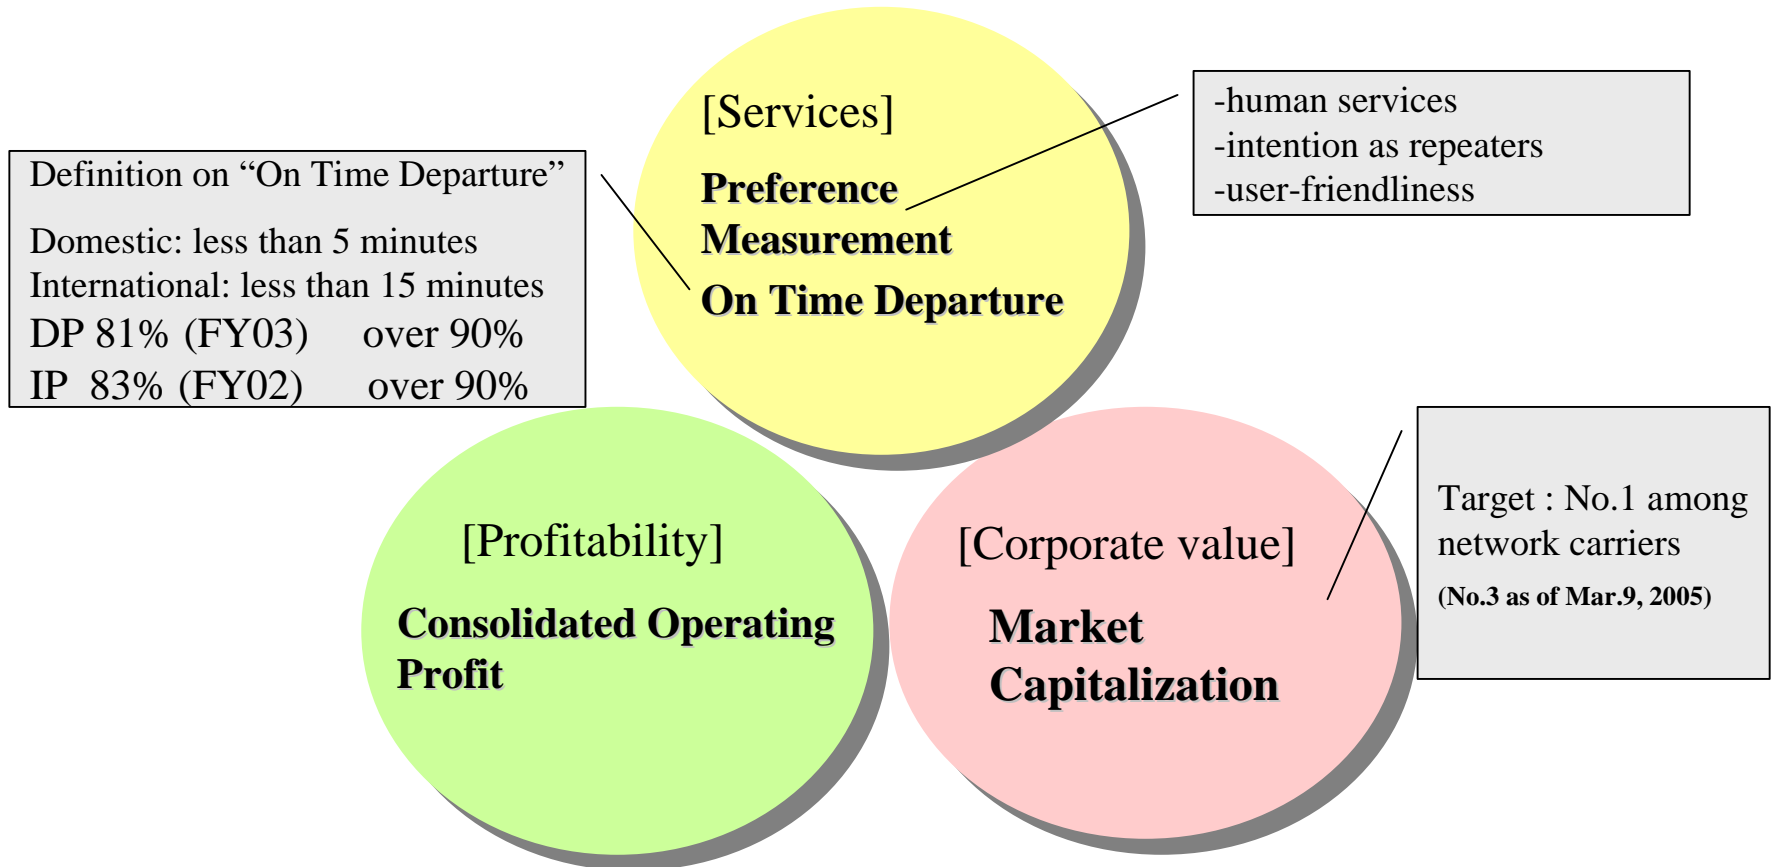 [Services]
Preference
Measurement
On Time Departure
-human services
-intention as repeaters
-user-friendliness
Definition on “On Time Departure”
Domestic: less than 5 minutes
International: less than 15 minutes
DP 81% (FY03) over 90%
IP 83% (FY02) over 90%
[Profitability]
Consolidated Operating
Profit
[Corporate value]
Market
Capitalization
Target : No.1 among
network carriers
(No.3 as of Mar.9, 2005)